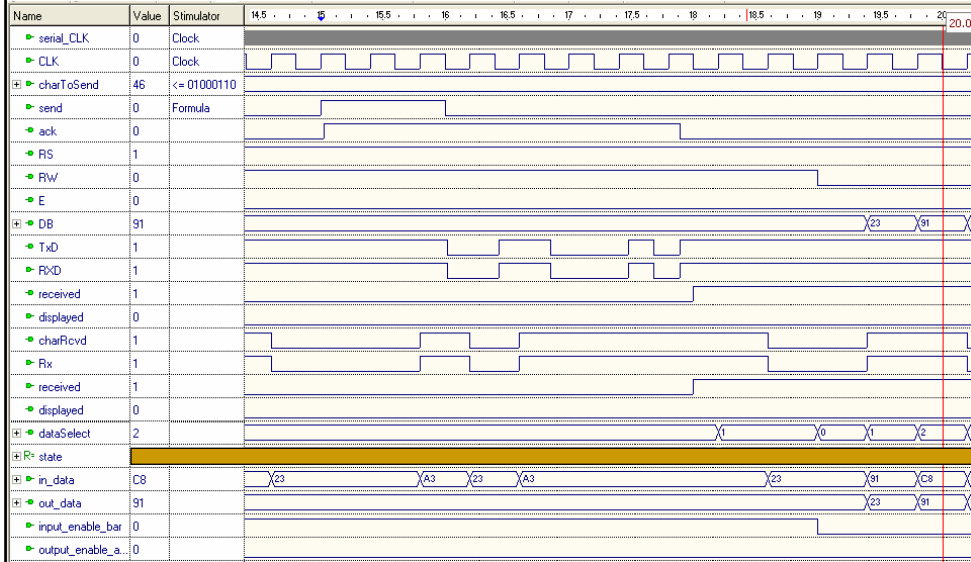 Name Value Stimulator 14.5 15 15.5 16 16.5 17 17.5 18 18.5 19 19.5 20 20.0
serial_CLK 0 Clock
CLK 0 Clock
charToSend 46 <= 01000110
send 0 Formula
ack 0
RS 1
RW 0
E 0
DB 91 23 91
TxD 1
RXD 1
received 1
displayed 0
charRcvd 1
Rx 1
received 1
displayed 0
dataSelect 2 1 0 1 2
R= state
in_data C8 23 A3 23 A3 23 91 C8
out_data 91 23 91
input_enable_bar 0
output_enable_a... 0